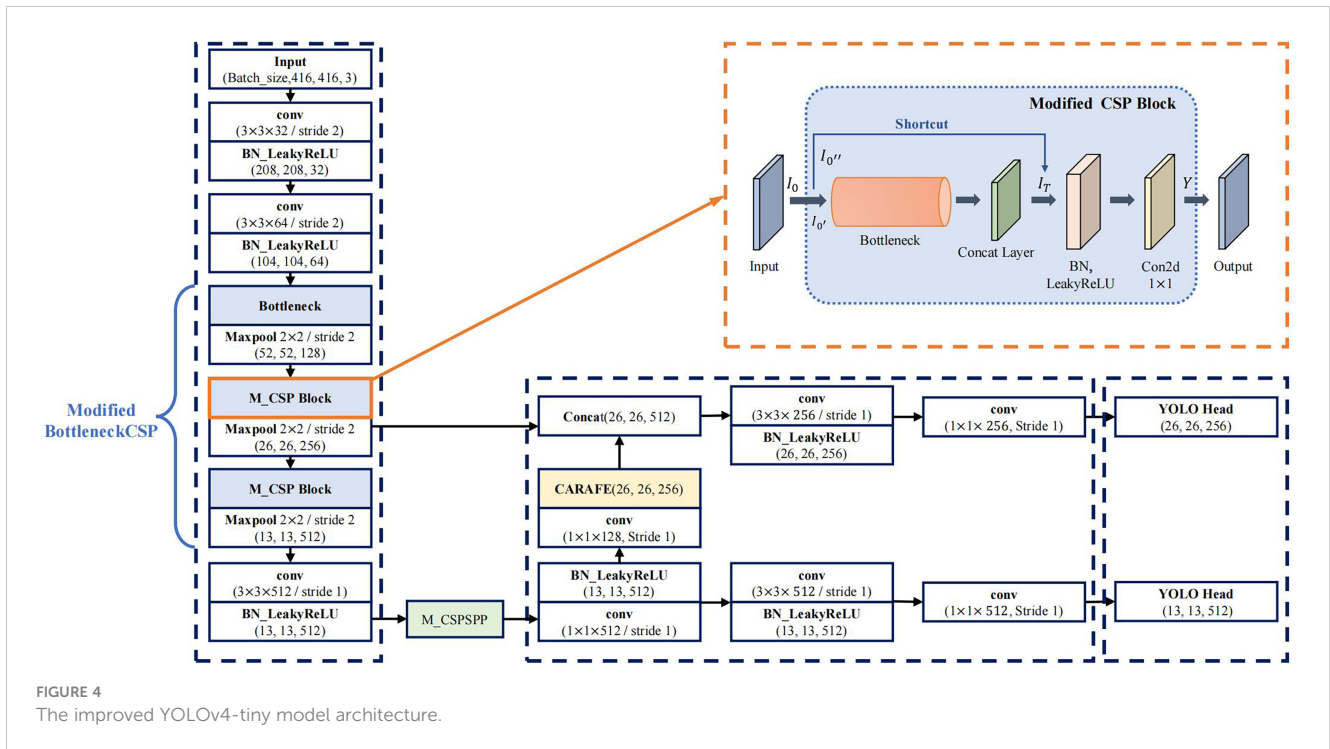 Input
(Batch_size,416, 416, 3)
conv
(3×3×32 / stride 2)
BN_LeakyReLU
(208, 208, 32)
conv
(3×3×64 / stride 2)
BN_LeakyReLU
(104, 104, 64)
Bottleneck
Maxpool 2×2 / stride 2
(52, 52, 128)
M_CSP Block
Maxpool 2×2 / stride 2
(26, 26, 256)
M_CSP Block
Maxpool 2×2 / stride 2
(13, 13, 512)
conv
(3×3×512 / stride 1)
BN_LeakyReLU
(13, 13, 512)
Modified
BottleneckCSP
M_CSPSPP
Modified CSP Block
Shortcut
I0''
I0
I0'
IT
Y
Input
Bottleneck
Concat Layer
BN,
LeakyReLU
Con2d
1×1
Output
Concat(26, 26, 512)
CARAFE(26, 26, 256)
conv
(1×1×128, Stride 1)
BN_LeakyReLU
(13, 13, 512)
conv
(1×1×512 / stride 1)
conv
(3×3× 256 / stride 1)
BN_LeakyReLU
(26, 26, 256)
conv
(1×1× 256, Stride 1)
YOLO Head
(26, 26, 256)
conv
(3×3× 512 / stride 1)
BN_LeakyReLU
(13, 13, 512)
conv
(1×1× 512, Stride 1)
YOLO Head
(13, 13, 512)
FIGURE 4
The improved YOLOv4-tiny model architecture.